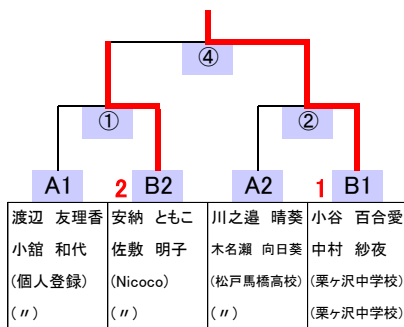 ④
① ②
A1 2 B2 A2 1 B1
渡辺 友理香 安納 ともこ 川之邉 晴葵 小谷 百合愛
小舘 和代 佐敷 明子 木名瀬 向日葵 中村 紗夜
(個人登録) (Nicoco) (松戸馬橋高校) (栗ヶ沢中学校)
(〃) (〃) (〃) (栗ヶ沢中学校)